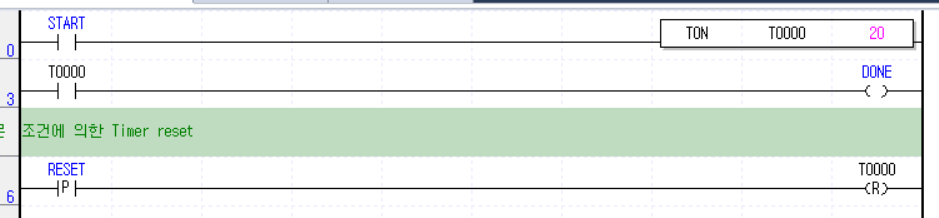 START
TON T0000 20
0
T0000 DONE
( )
3
조건에 의한 Timer reset
RESET T0000
P (R)
6